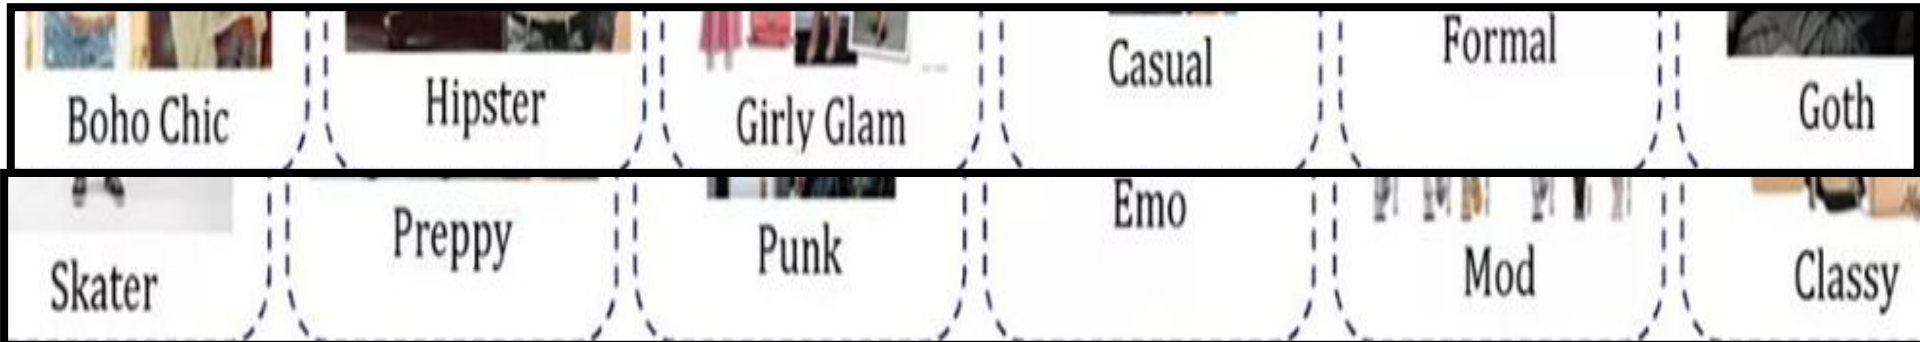 Boho Chic
Hipster
Girly Glam
Casual
Formal
Goth
Skater
Preppy
Punk
Emo
Mod
Classy